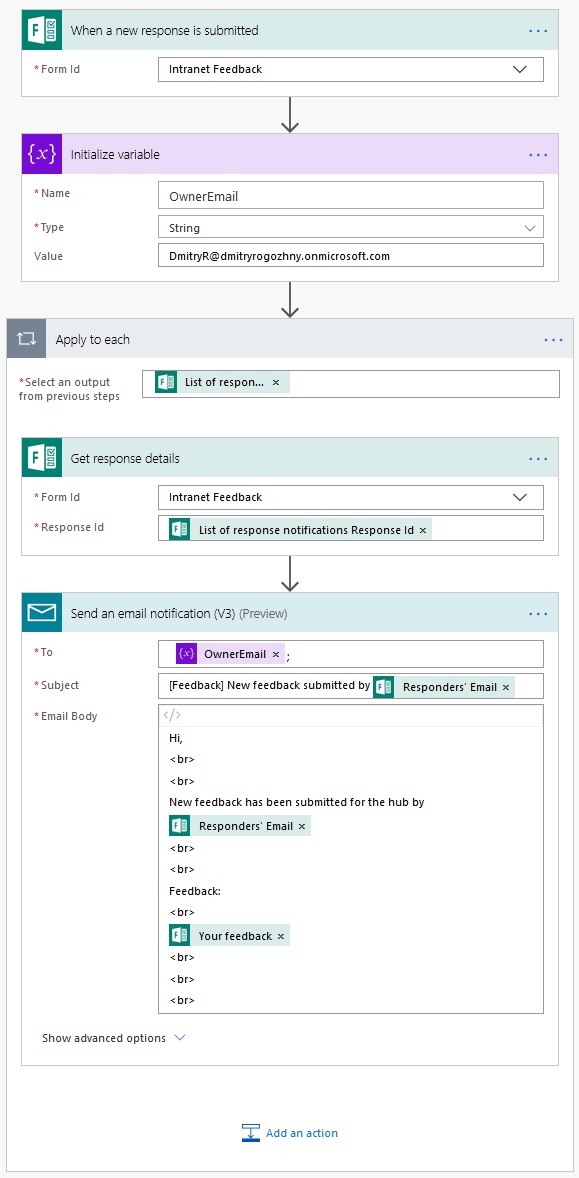 When a new response is submitted
* Form Id
Intranet Feedback
{x} Initialize variable
* Name
OwnerEmail
* Type
String
Value
DmitryR@dmitryrogozhny.onmicrosoft.com
Apply to each
*Select an output
from previous steps
List of respon... ×
Get response details
* Form Id
Intranet Feedback
* Response Id
List of response notifications Response Id ×
Send an email notification (V3) (Preview)
* To
{x} OwnerEmail × ;
* Subject
[Feedback] New feedback submitted by Responders' Email ×
* Email Body
</>
Hi,
<br>
<br>
New feedback has been submitted for the hub by
Responders' Email ×
<br>
<br>
Feedback:
<br>
Your feedback ×
<br>
<br>
<br>
Show advanced options
Add an action